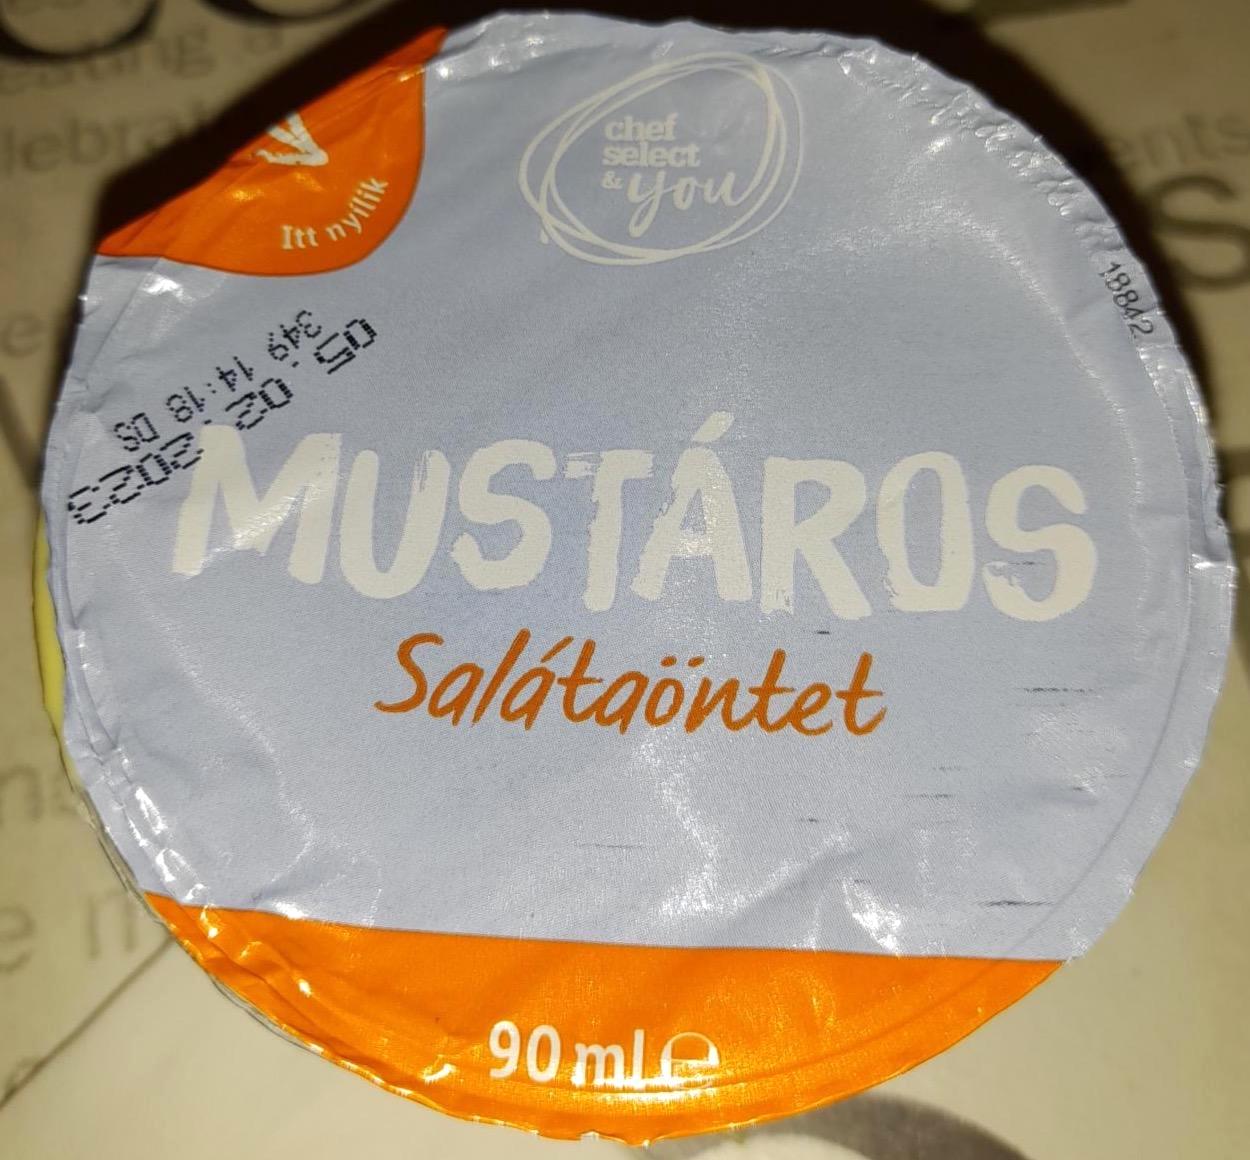 chef
select
& you
Itt nyílik
18842
05.02.2023
349 14:18 DS
MUSTÁROS
Salátaöntet
90 ml e